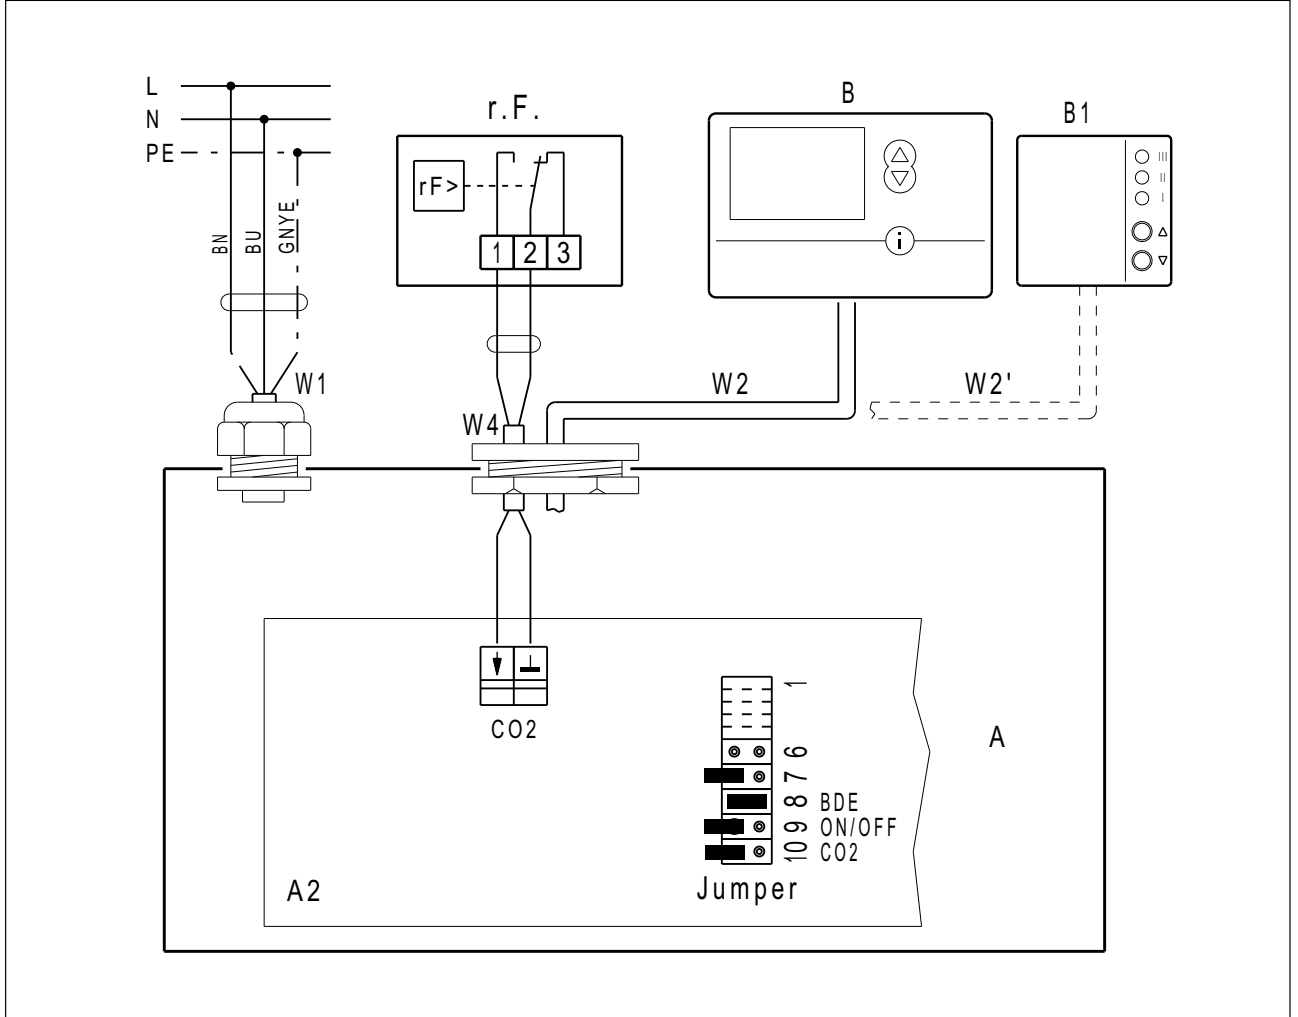 L
N
PE
BN
BU
GNYE
W1
r.F.
rF>
1 2 3
B
i
B1
III
II
I
W2
W2'
W4
CO2
1
6
7
8 BDE
9 ON/OFF
10 CO2
Jumper
A2
A